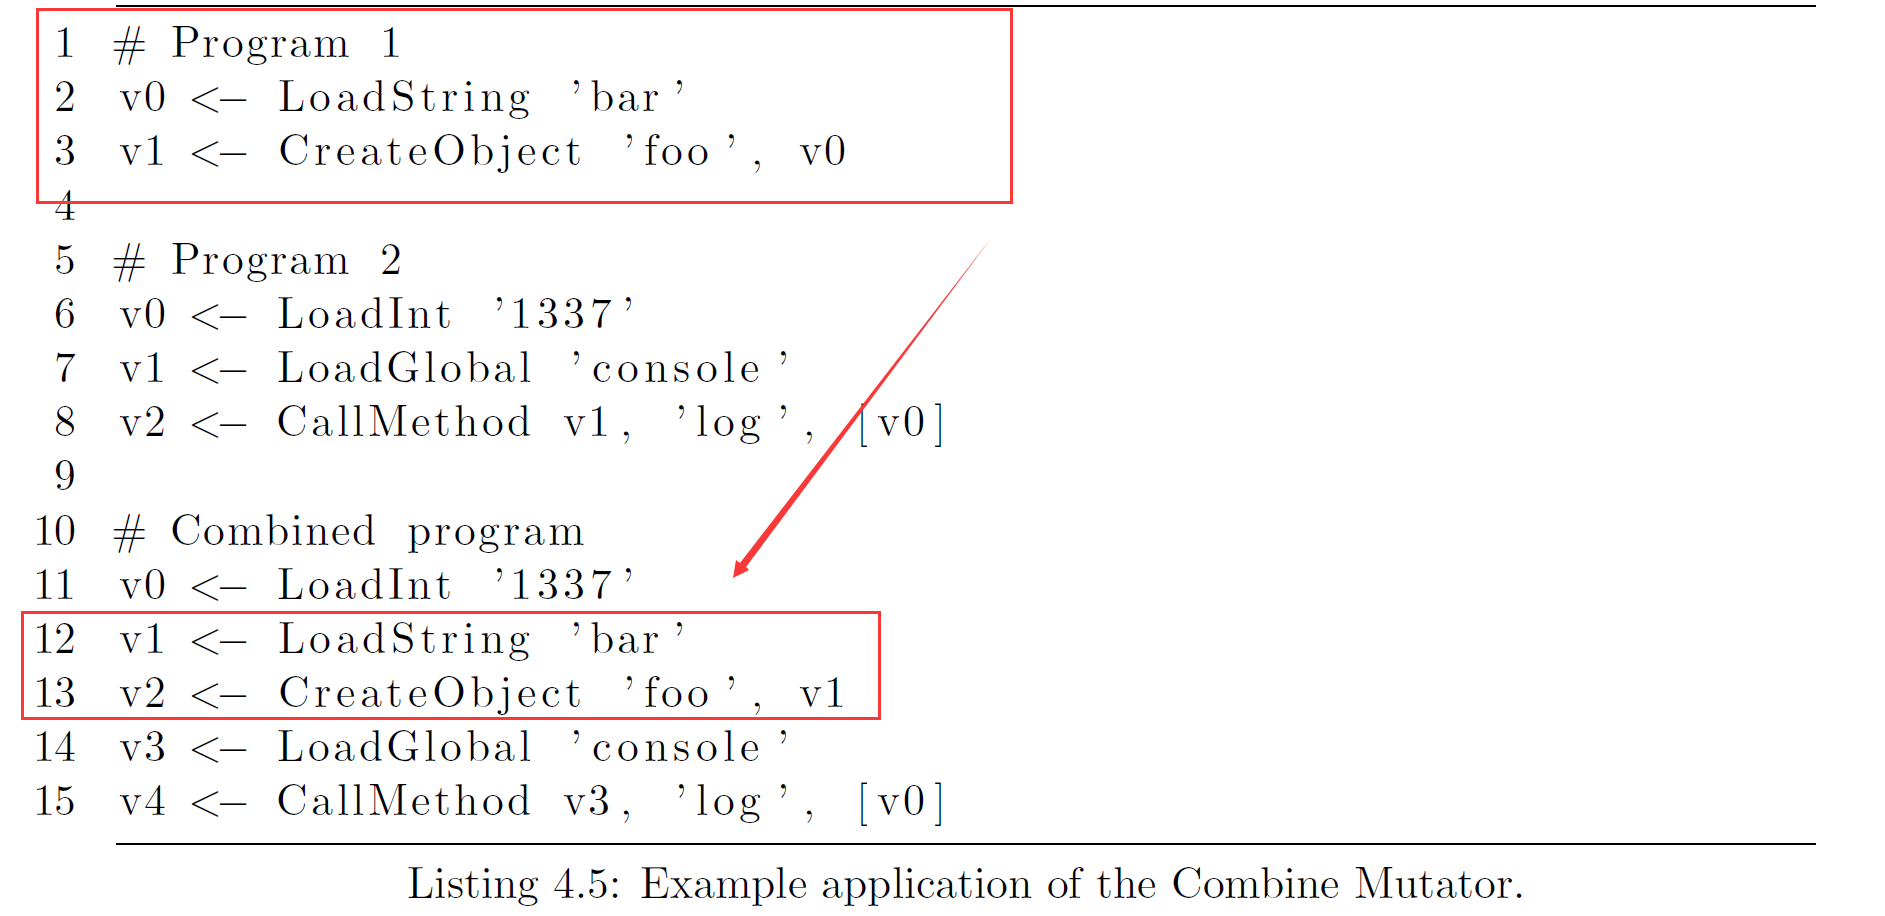 1 # Program 1
2 v0 <− LoadString 'bar'
3 v1 <− CreateObject 'foo', v0
4
5 # Program 2
6 v0 <− LoadInt '1337'
7 v1 <− LoadGlobal 'console'
8 v2 <− CallMethod v1, 'log', [v0]
9
10 # Combined program
11 v0 <− LoadInt '1337'
12 v1 <− LoadString 'bar'
13 v2 <− CreateObject 'foo', v1
14 v3 <− LoadGlobal 'console'
15 v4 <− CallMethod v3, 'log', [v0]
Listing 4.5: Example application of the Combine Mutator.